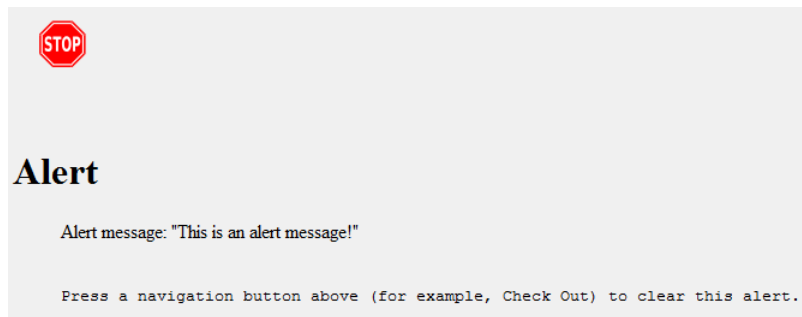 STOP
Alert
Alert message: "This is an alert message!"
Press a navigation button above (for example, Check Out) to clear this alert.